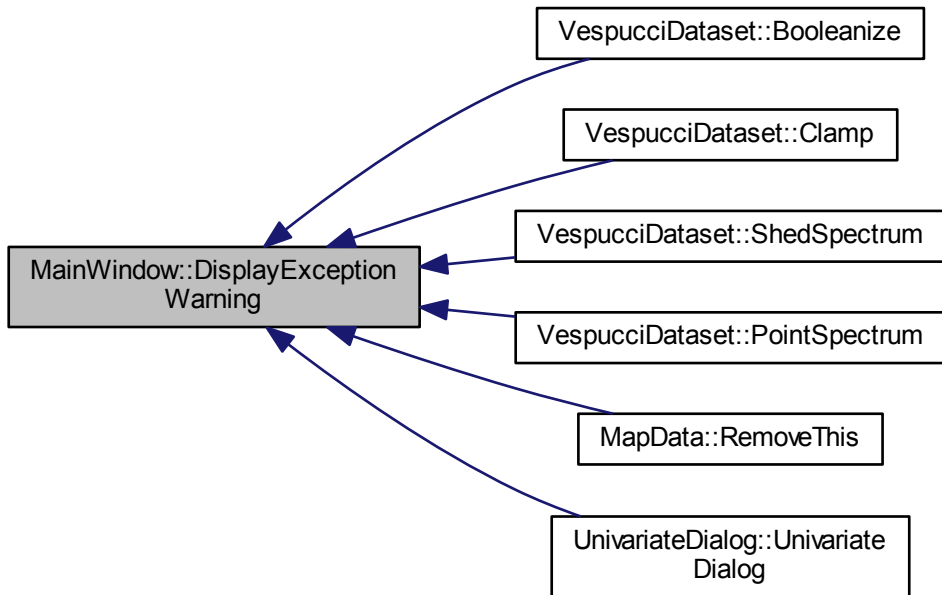 VespucciDataset::Booleanize
VespucciDataset::Clamp
VespucciDataset::ShedSpectrum
MainWindow::DisplayException
Warning
VespucciDataset::PointSpectrum
MapData::RemoveThis
UnivariateDialog::Univariate
Dialog